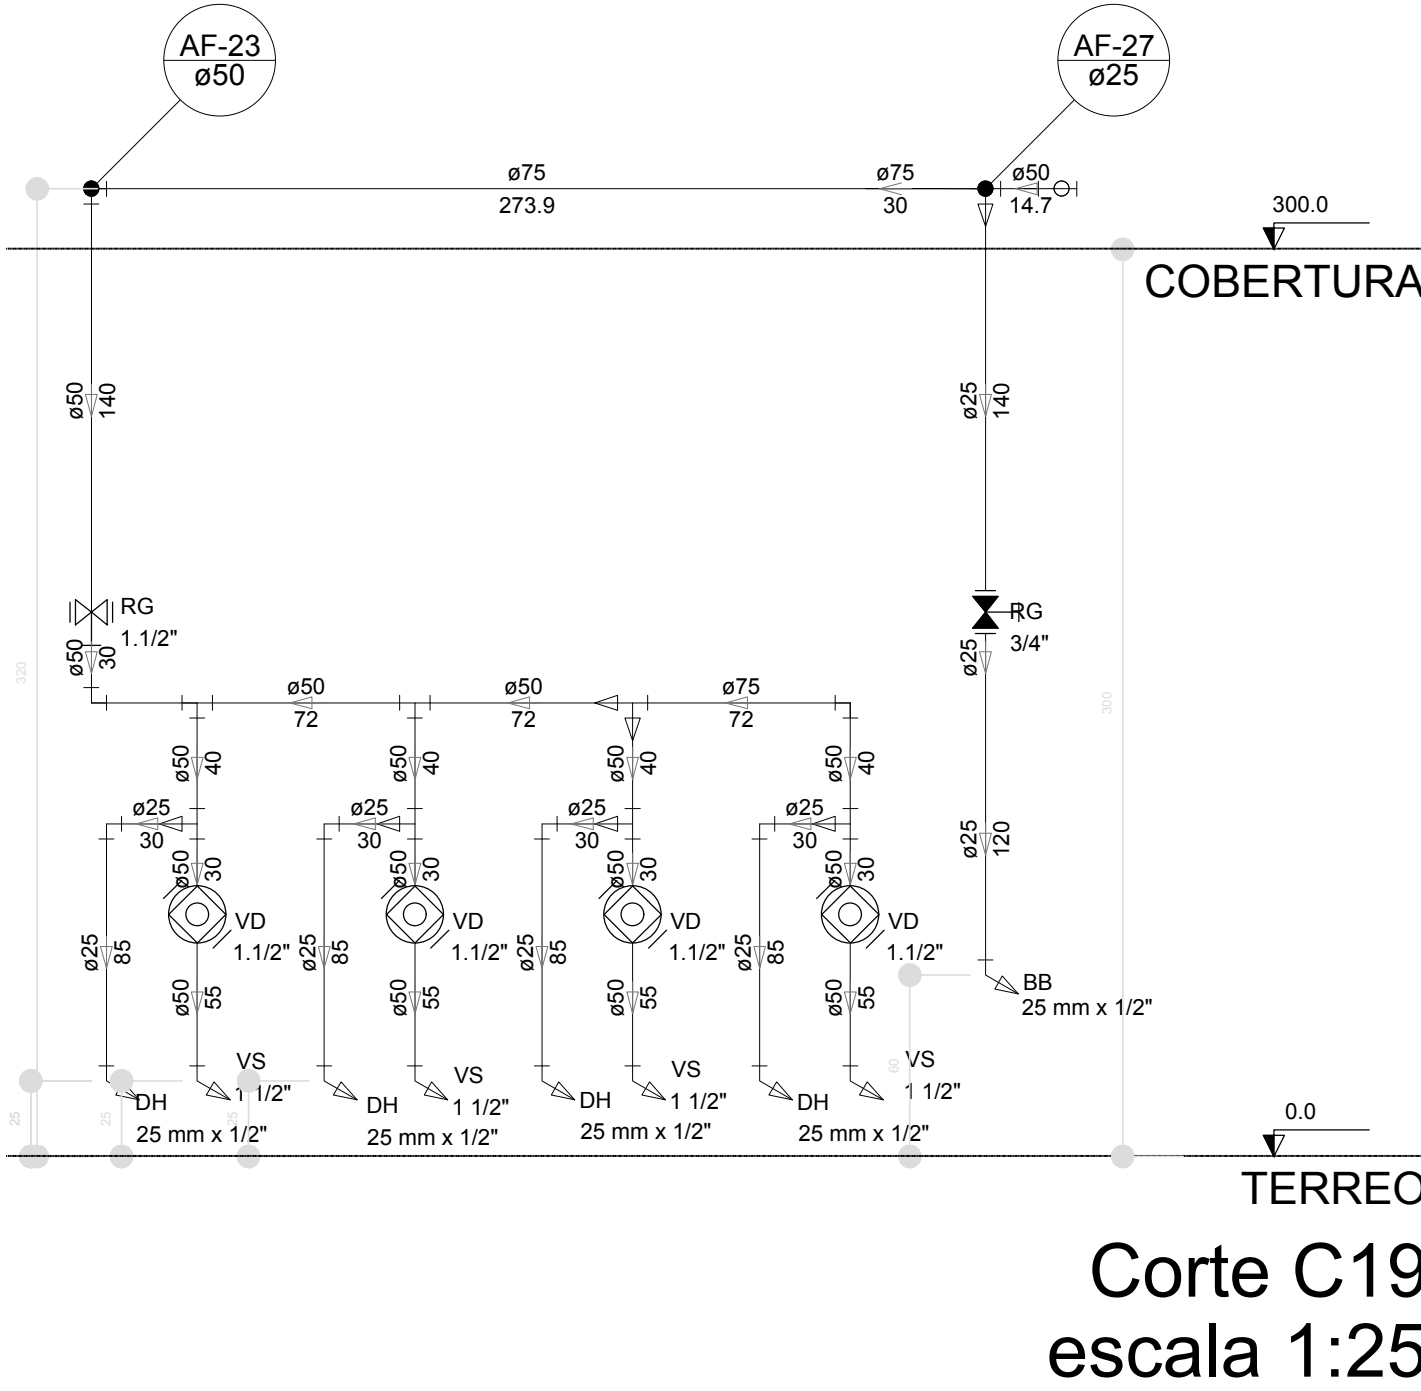 AF-23
ø50
AF-27
ø25
ø75
273.9
ø75
30
ø50
14.7
300.0
COBERTURA
ø50
140
ø25
140
RG
1.1/2"
RG
3/4"
ø50
30
ø25
320
300
ø50
72
ø50
72
ø75
72
ø50
40
ø50
40
ø50
40
ø50
40
ø25
30
ø25
30
ø25
30
ø25
30
ø25
120
ø50
30
ø50
30
ø50
30
ø50
30
VD
1.1/2"
VD
1.1/2"
VD
1.1/2"
VD
1.1/2"
ø25
85
ø25
85
ø25
85
ø25
85
ø50
55
ø50
55
ø50
55
ø50
55
BB
25 mm x 1/2"
60
VS
1 1/2"
VS
1 1/2"
VS
1 1/2"
VS
1 1/2"
25
25
25
DH
25 mm x 1/2"
DH
25 mm x 1/2"
DH
25 mm x 1/2"
DH
25 mm x 1/2"
0.0
TERREO
Corte C19
escala 1:25